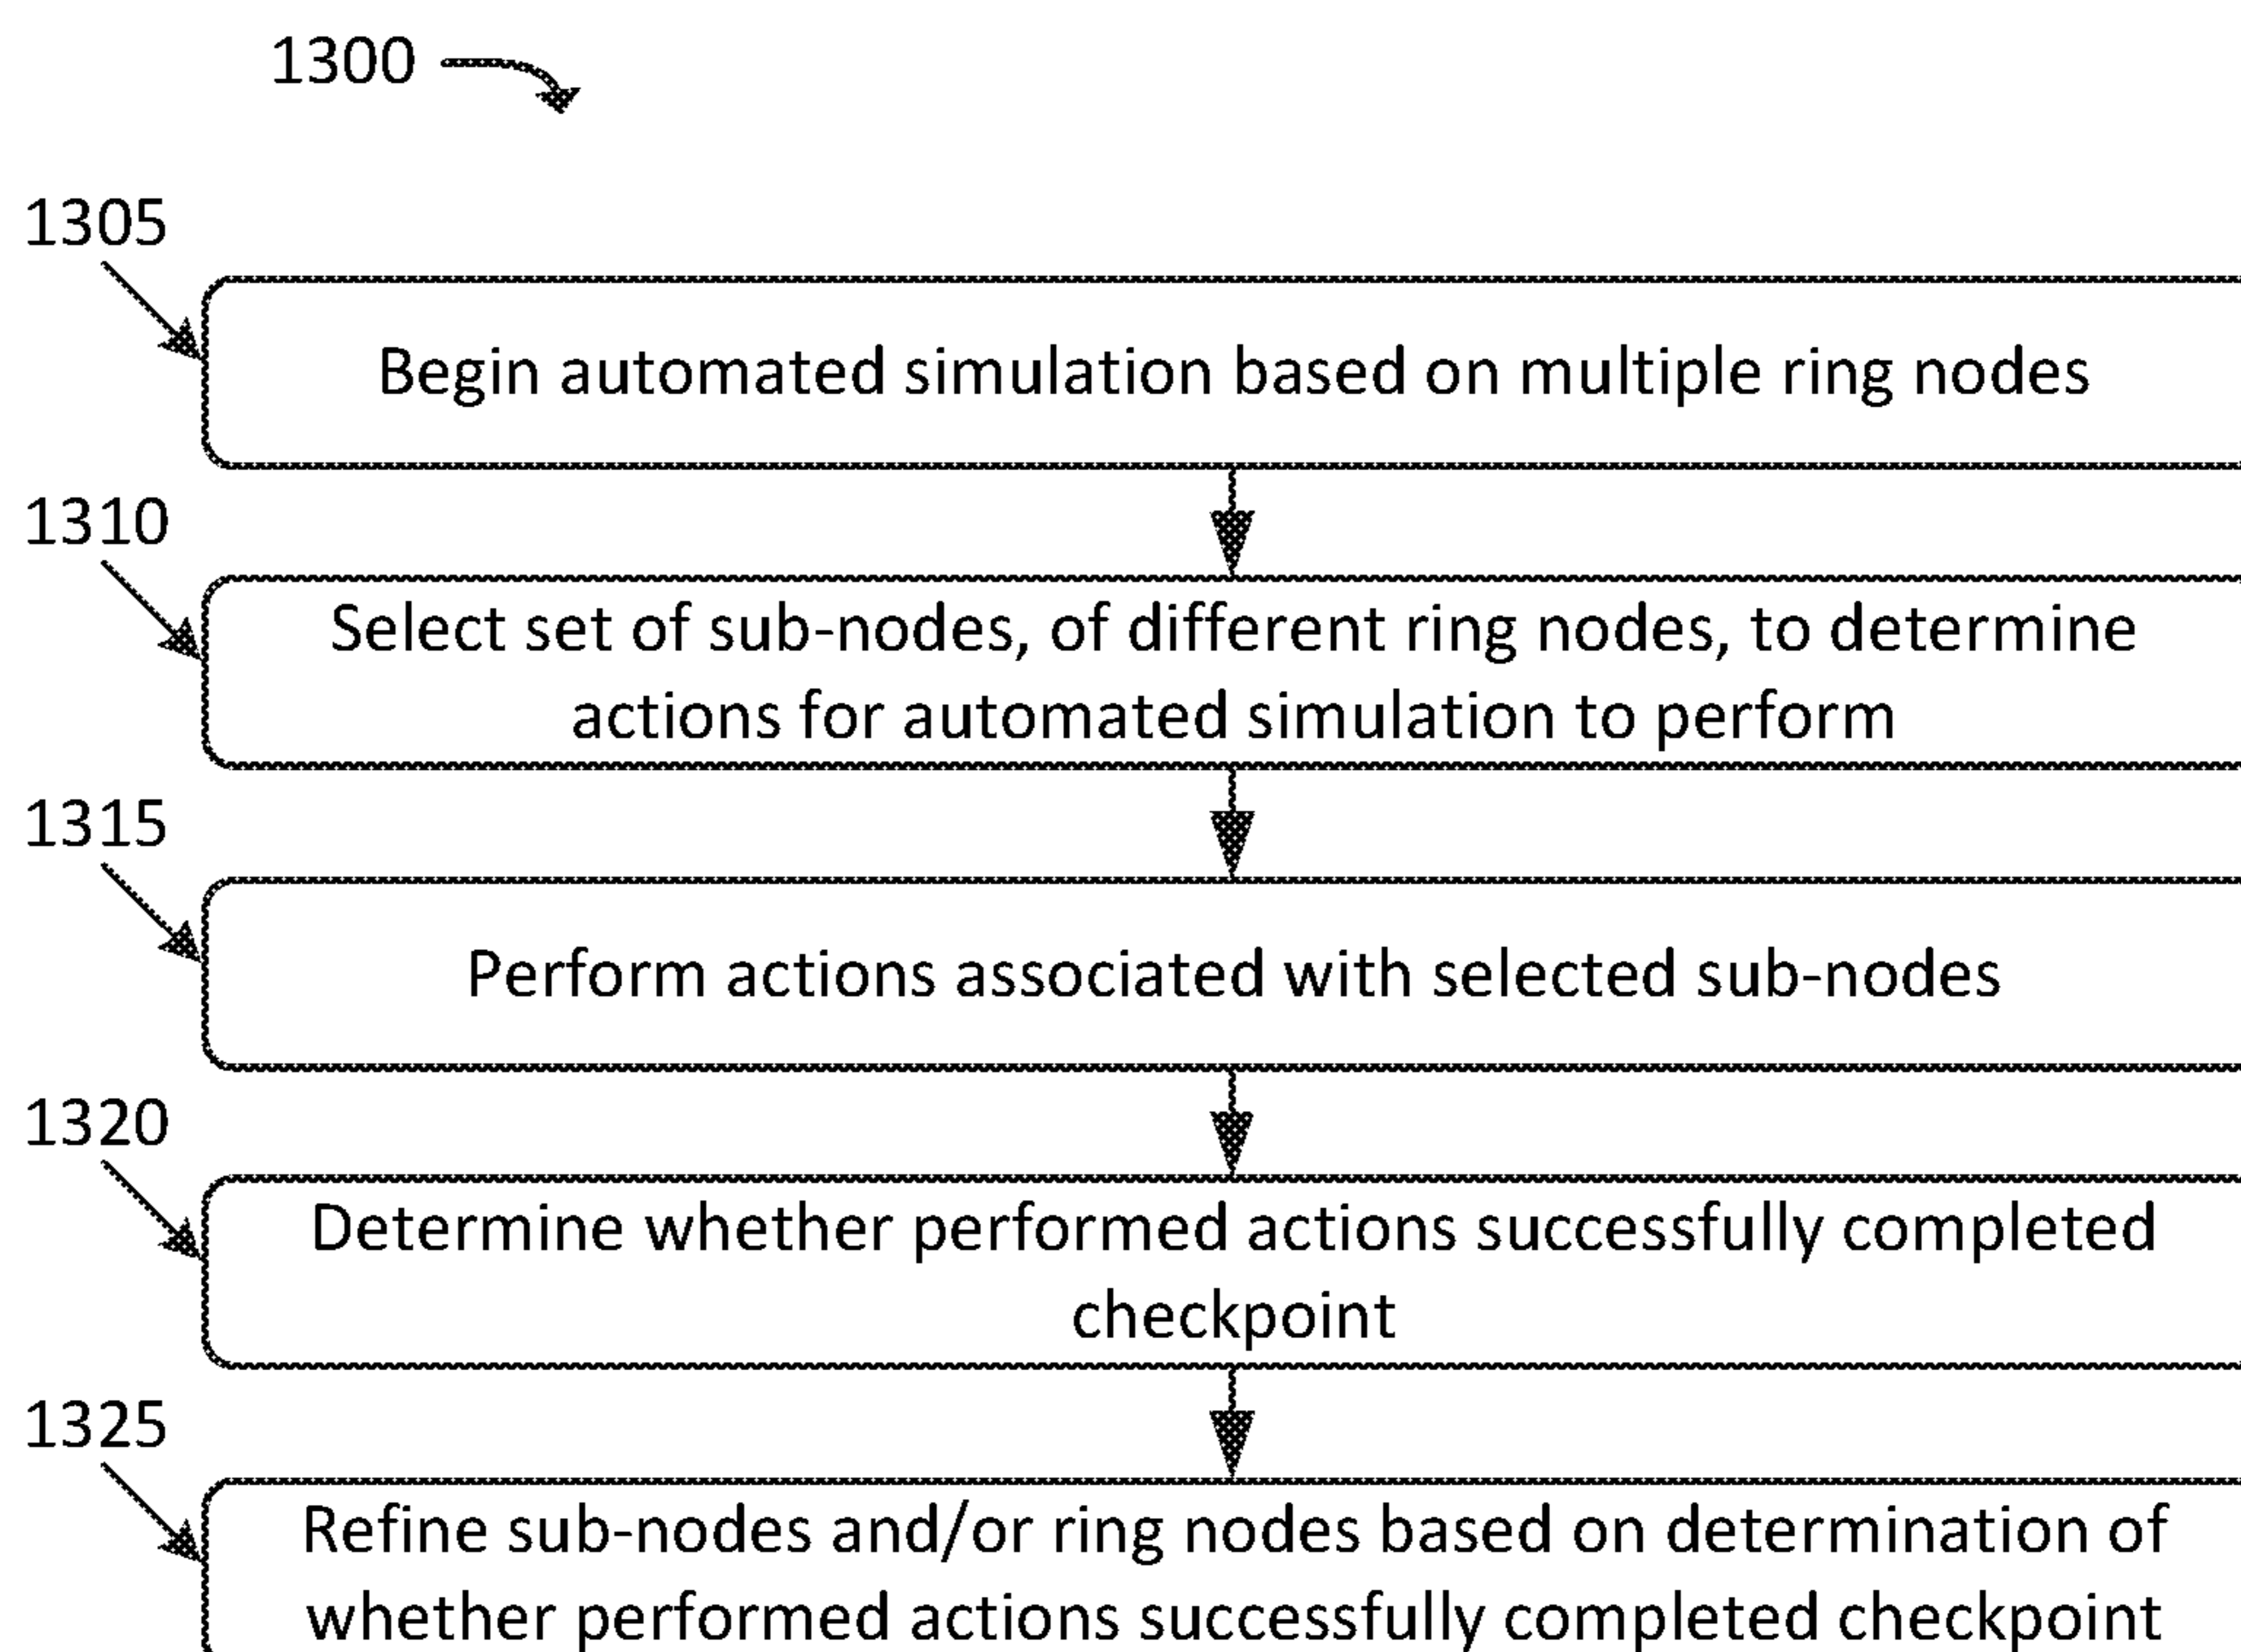 1300
1305
Begin automated simulation based on multiple ring nodes
1310
Select set of sub-nodes, of different ring nodes, to determine
actions for automated simulation to perform
1315
Perform actions associated with selected sub-nodes
1320
Determine whether performed actions successfully completed
checkpoint
1325
Refine sub-nodes and/or ring nodes based on determination of
whether performed actions successfully completed checkpoint